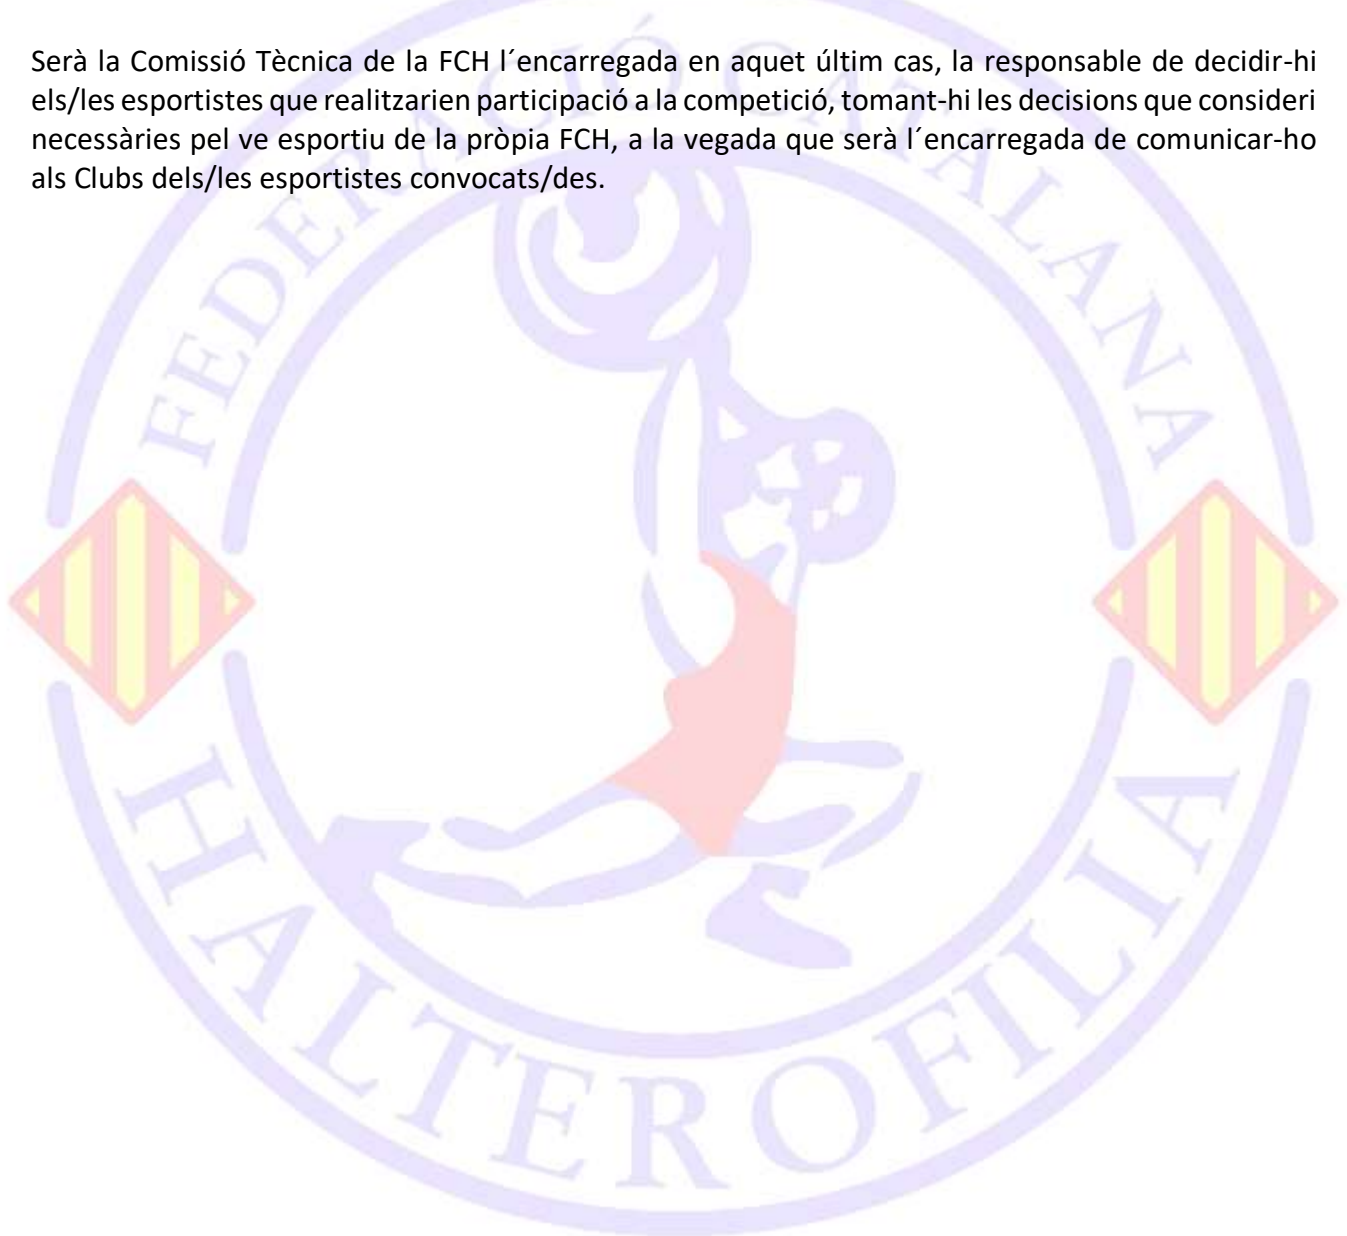 Serà la Comissió Tècnica de la FCH l´encarregada en aquet últim cas, la responsable de decidir-hi
els/les esportistes que realitzarien participació a la competició, tomant-hi les decisions que consideri
necessàries pel ve esportiu de la pròpia FCH, a la vegada que serà l´encarregada de comunicar-ho
als Clubs dels/les esportistes convocats/des.
FEDERACIÓ CATALANA
HALTEROFILIA